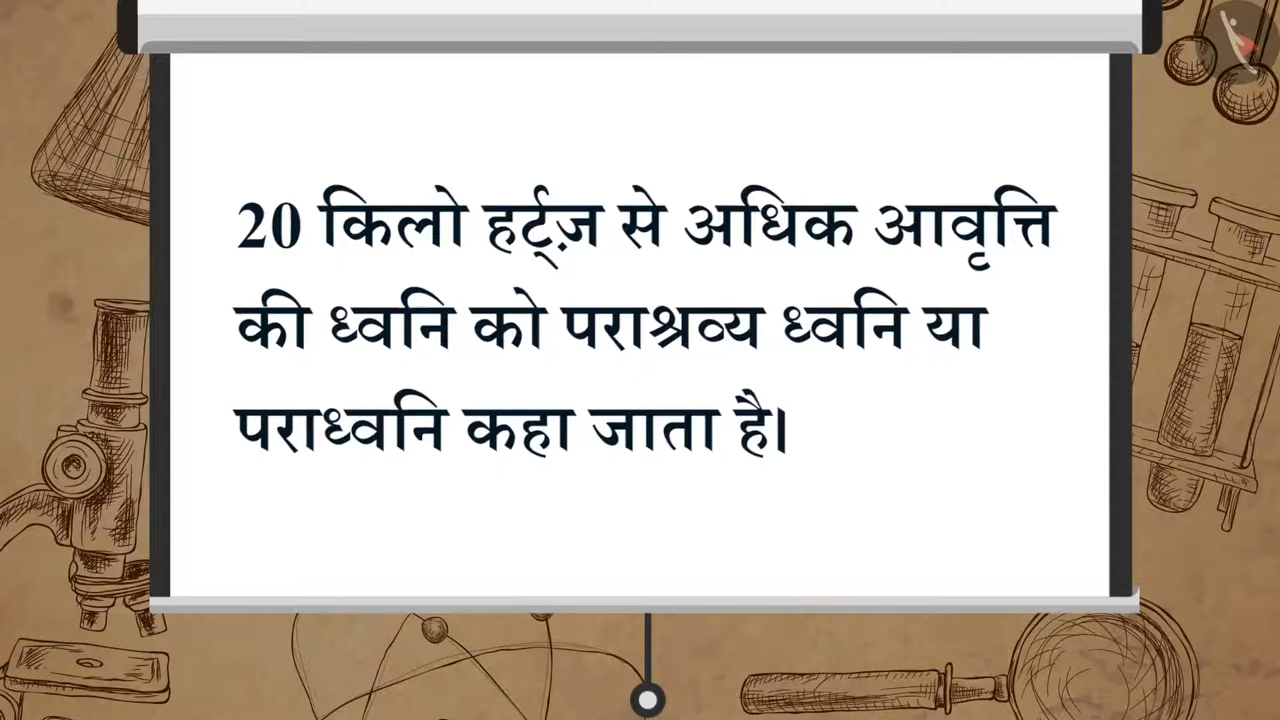 20 किलो हर्ट्ज़ से अधिक आवृत्ति
की ध्वनि को पराश्रव्य ध्वनि या
पराध्वनि कहा जाता है।